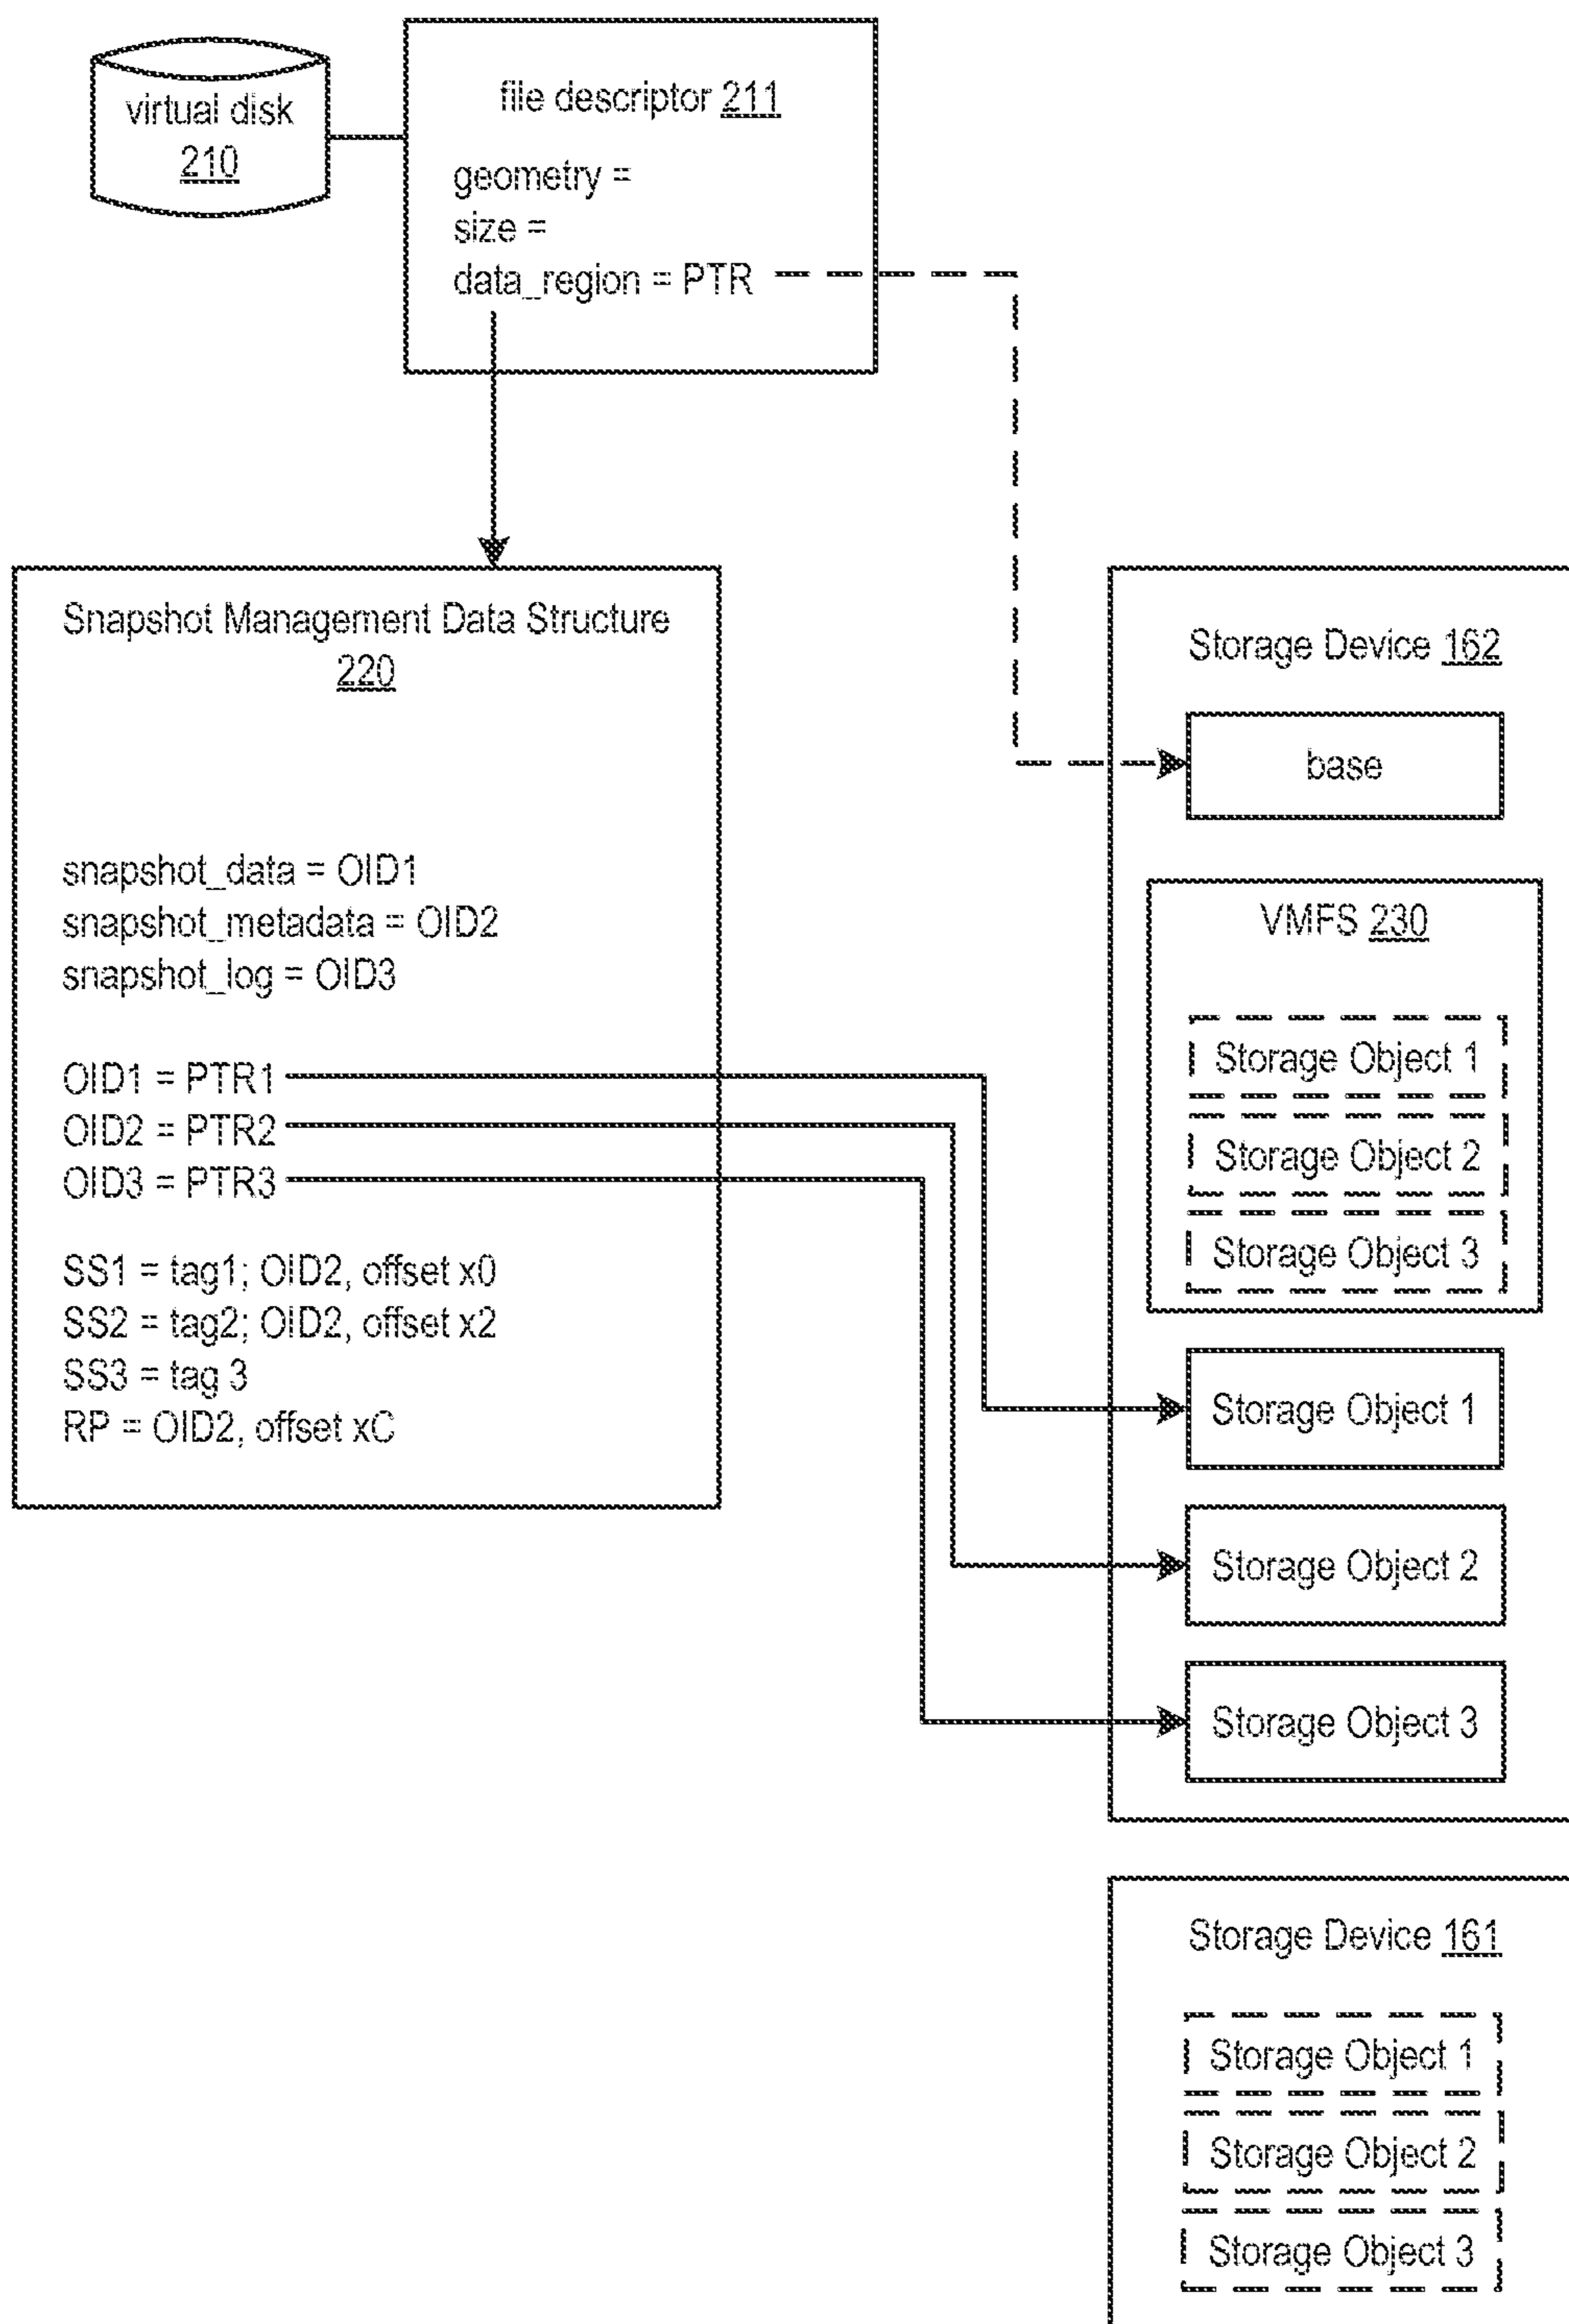 virtual disk
210
file descriptor 211
geometry =
size =
data_region = PTR
Snapshot Management Data Structure
220
snapshot_data = OID1
snapshot_metadata = OID2
snapshot_log = OID3
OID1 = PTR1
OID2 = PTR2
OID3 = PTR3
SS1 = tag1; OID2, offset x0
SS2 = tag2; OID2, offset x2
SS3 = tag 3
RP = OID2, offset xC
Storage Device 162
base
VMFS 230
Storage Object 1
Storage Object 2
Storage Object 3
Storage Object 1
Storage Object 2
Storage Object 3
Storage Device 161
Storage Object 1
Storage Object 2
Storage Object 3